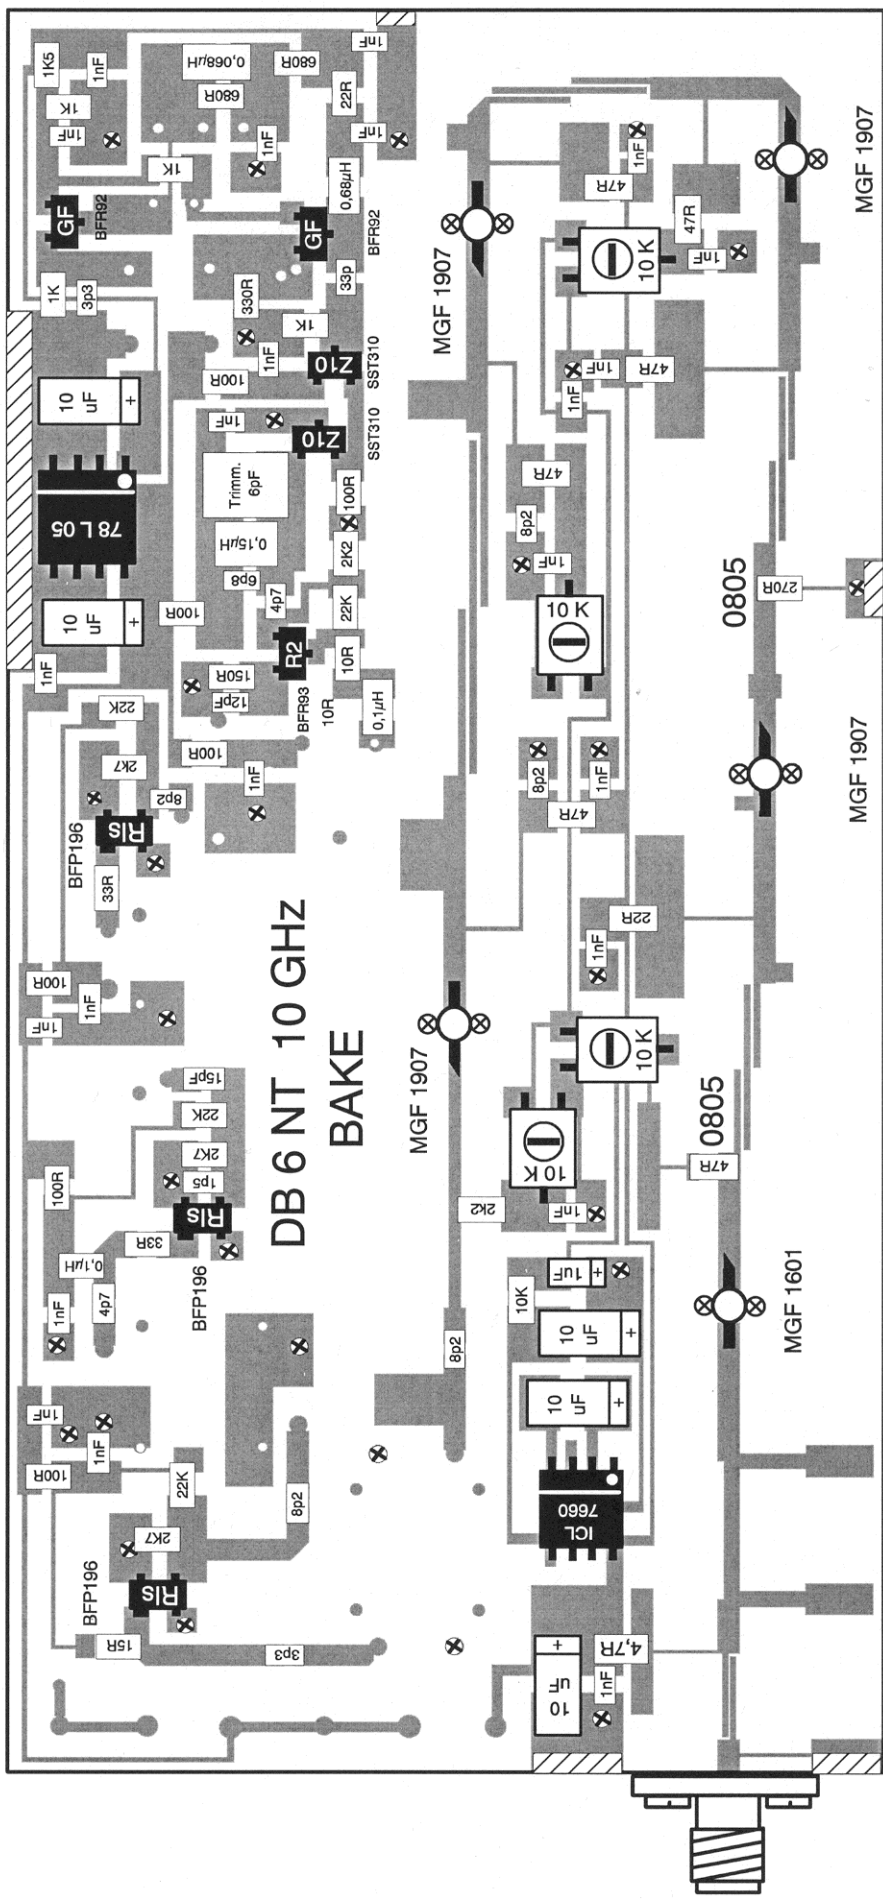 1K5
1nF
0,068µH
680R
1nF
1K
680R
22R
1nF
1nF
1nF
1nF
1K
0,68µH
47R
MGF 1907
GF
BFR92
GF
BFR92
47R
10 K
1nF
1K
3p3
330R
33p
MGF 1907
1K
1nF
Z10
SST310
100R
1nF
47R
1nF
10 uF
+
1nF
Z10
SST310
Trimm. 6pF
100R
47R
78 L 05
0,15µH
8p2
1nF
2K2
6p8
4p7
22K
100R
10 K
0805
270R
10 uF
+
1nF
R2
10R
150R
12pF
BFR93
10R
0,1µH
22K
100R
2k7
1nF
8p2
8p2
1nF
47R
MGF 1907
BFP196
RIs
33R
22R
1nF
DB 6 NT 10 GHz
BAKE
100R
1nF
1nF
MGF 1907
10 K
15pF
22K
2K7
1p5
10 K
0805
47R
100R
RIs
2k2
1nF
33R
0,1µH
BFP196
1nF
4p7
10K
1uF
+
MGF 1601
8p2
10 uF
+
10 uF
+
1nF
1nF
100R
22K
8p2
ICL
7660
2K7
BFP196
RIs
15R
3p3
+
10 uF
4,7R
1nF